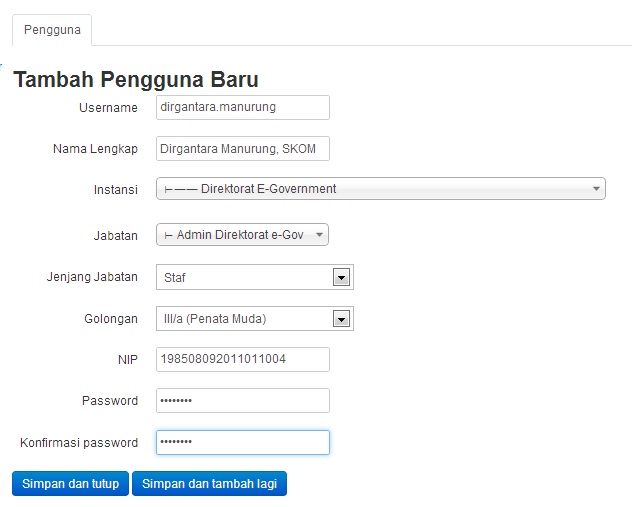 Pengguna
Tambah Pengguna Baru
Username dirgantara.manurung
Nama Lengkap Dirgantara Manurung, SKOM
Instansi ⊢—— Direktorat E-Government
Jabatan ⊢ Admin Direktorat e-Gov
Jenjang Jabatan Staf
Golongan III/a (Penata Muda)
NIP 198508092011011004
Password ••••••••
Konfirmasi password ••••••••
Simpan dan tutup Simpan dan tambah lagi